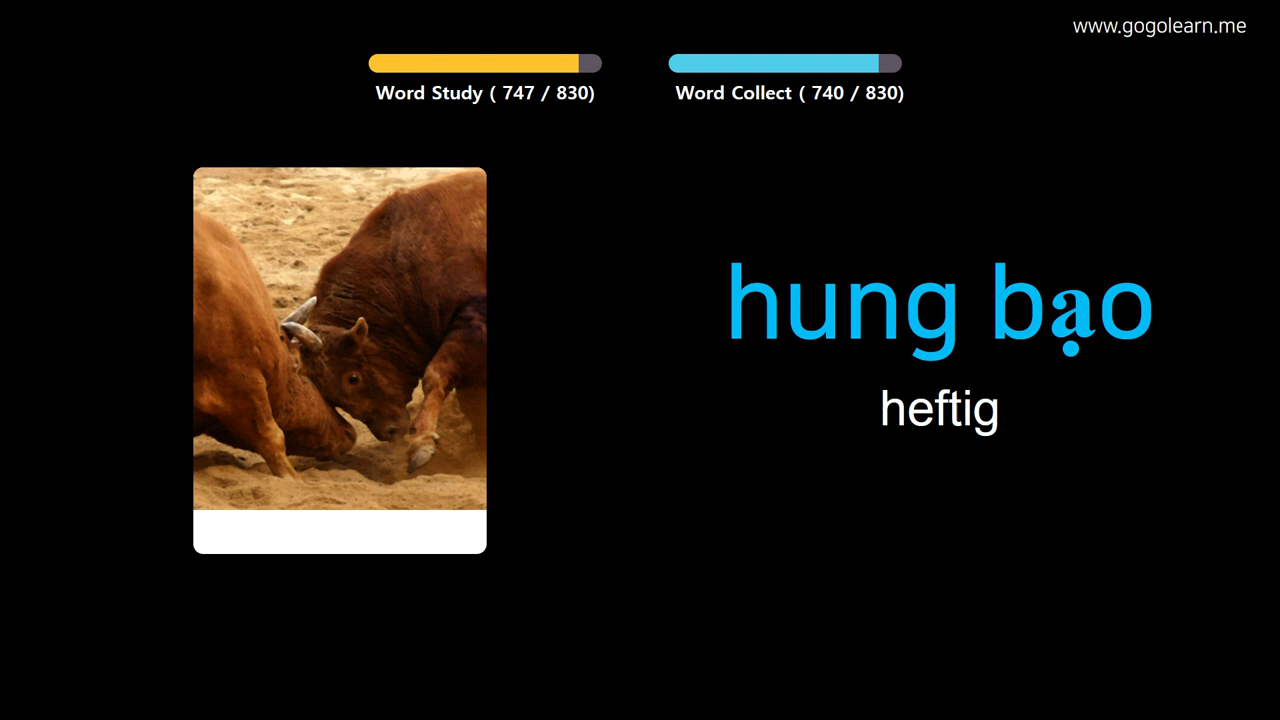 www.gogolearn.me
Word Study ( 747 / 830)
Word Collect ( 740 / 830)
hung bạo
heftig